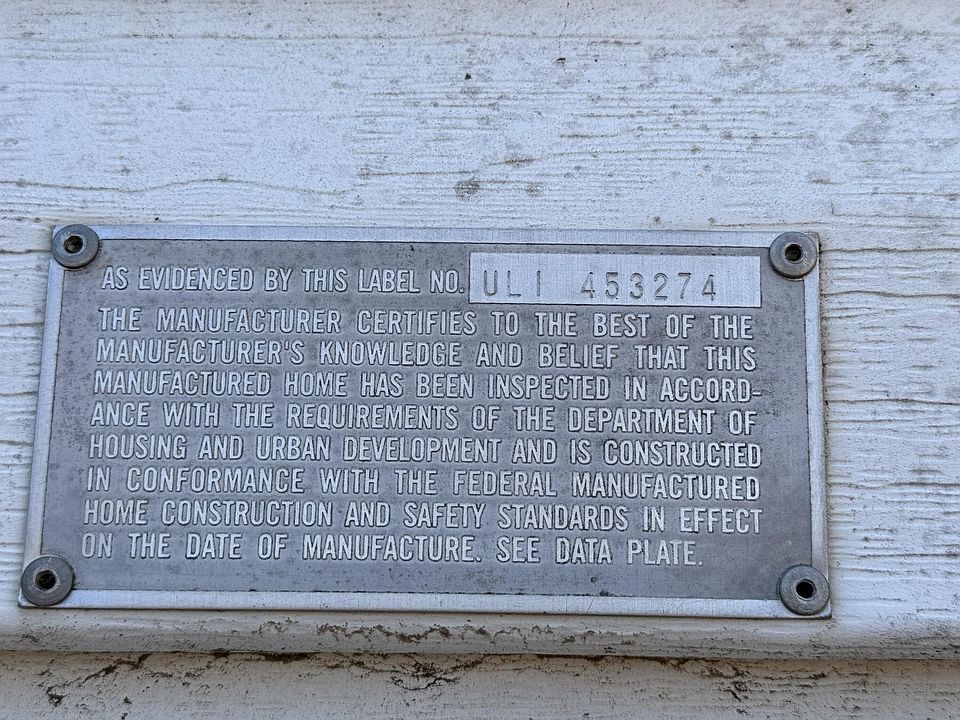 AS EVIDENCED BY THIS LABEL NO. ULI 453274
THE MANUFACTURER CERTIFIES TO THE BEST OF THE
MANUFACTURER'S KNOWLEDGE AND BELIEF THAT THIS
MANUFACTURED HOME HAS BEEN INSPECTED IN ACCORD-
ANCE WITH THE REQUIREMENTS OF THE DEPARTMENT OF
HOUSING AND URBAN DEVELOPMENT AND IS CONSTRUCTED
IN CONFORMANCE WITH THE FEDERAL MANUFACTURED
HOME CONSTRUCTION AND SAFETY STANDARDS IN EFFECT
ON THE DATE OF MANUFACTURE. SEE DATA PLATE.